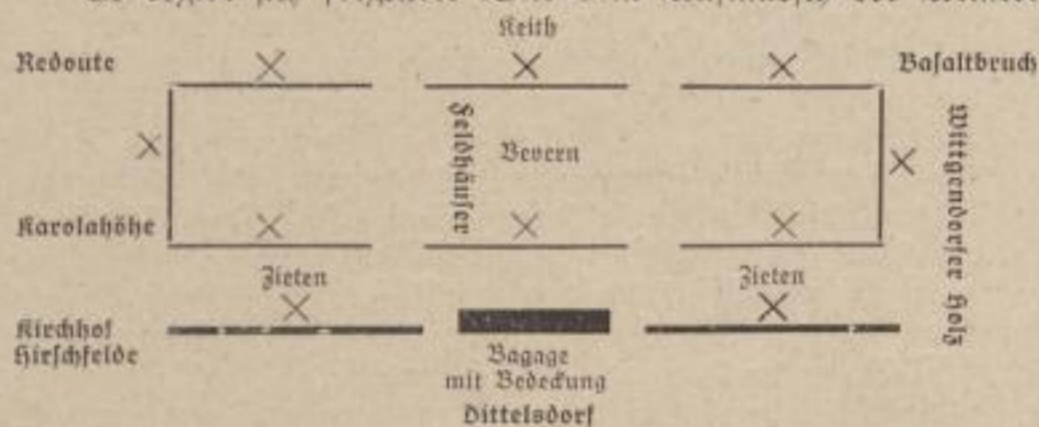 Keith
Redoute
Basaltbruch
Feldhäuser
Bevern
Wittgendorfer Holz
Karolahöhe
Zieten
Zieten
Kirchhof
Hirschfelde
Bagage
mit Bedeckung
Dittelsdorf